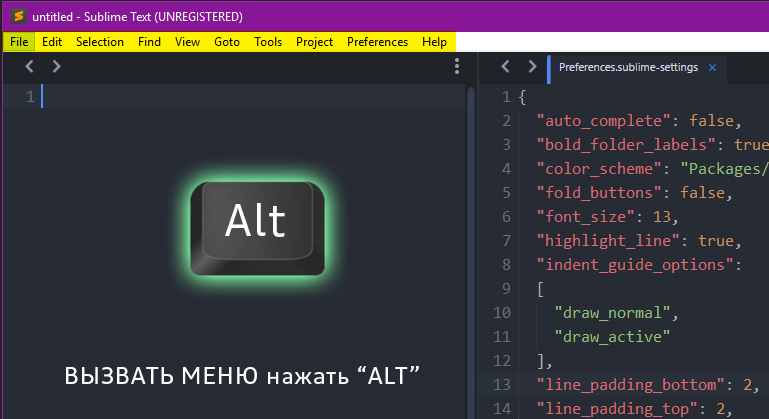 untitled - Sublime Text (UNREGISTERED)
File Edit Selection Find View Goto Tools Project Preferences Help
Preferences.sublime-settings ×
1
Alt
ВЫЗВАТЬ МЕНЮ нажать “ALT”
1 {
2 "auto_complete": false,
3 "bold_folder_labels": true
4 "color_scheme": "Packages/
5 "fold_buttons": false,
6 "font_size": 13,
7 "highlight_line": true,
8 "indent_guide_options":
9 [
10 "draw_normal",
11 "draw_active"
12 ],
13 "line_padding_bottom": 2,
14 "line_padding_top": 2,